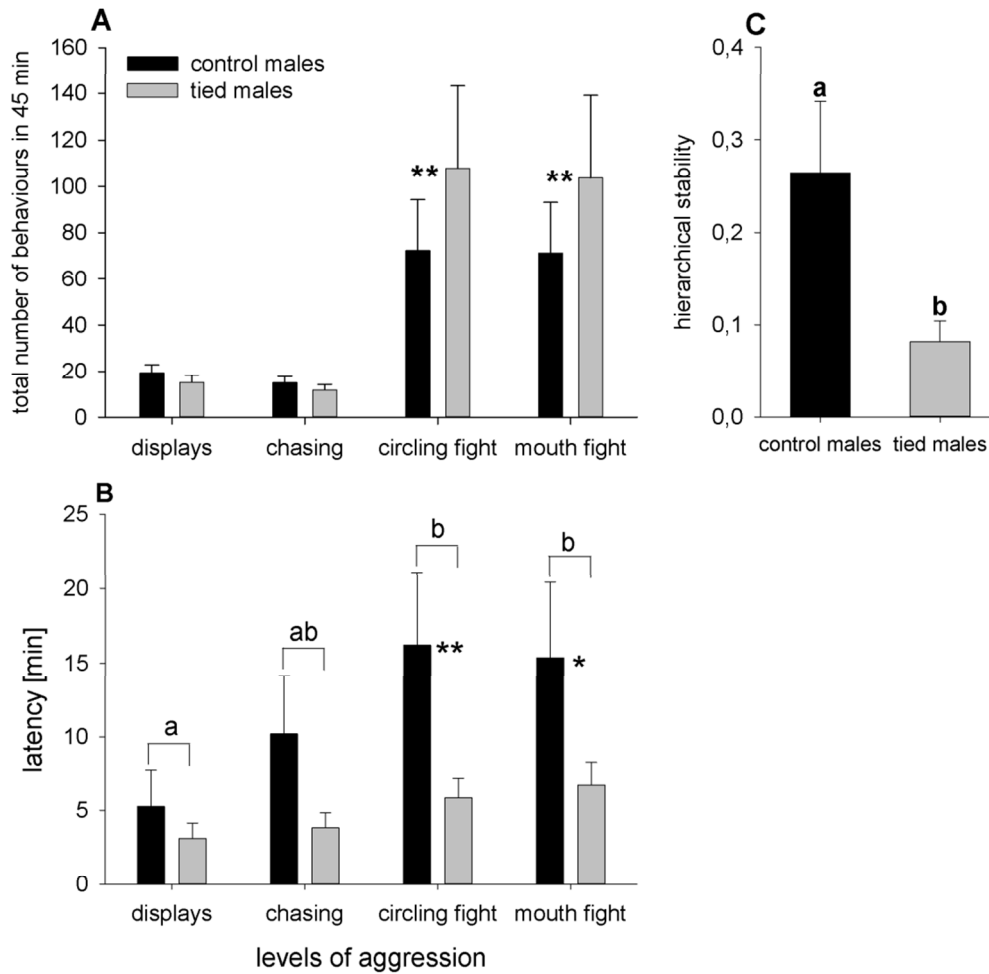 A
total number of behaviours in 45 min
160
140
120
100
80
60
40
20
0
control males
tied males
**
**
displays
chasing
circling fight
mouth fight
C
hierarchical stability
0,4
0,3
0,2
0,1
0,0
a
b
control males
tied males
B
latency [min]
25
20
15
10
5
0
a
ab
b
b
**
*
displays
chasing
circling fight
mouth fight
levels of aggression